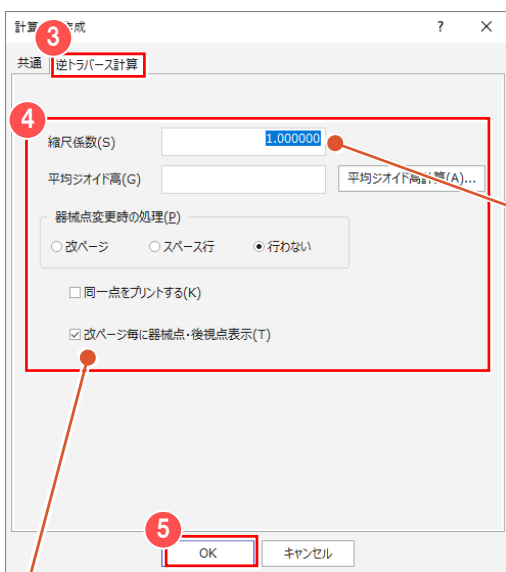 計算 成
? ×
3
共通 逆トラバース計算
4
縮尺係数(S) 1.000000
平均ジオイド高(G) 平均ジオイド高計算(A)...
器械点変更時の処理(P)
改ページ スペース行 行わない
同一点をプリントする(K)
改ページ毎に器械点・後視点表示(T)
5
OK キャンセル